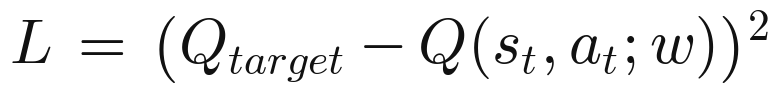 L = (Q_{target} − Q(s_t, a_t; w))^2